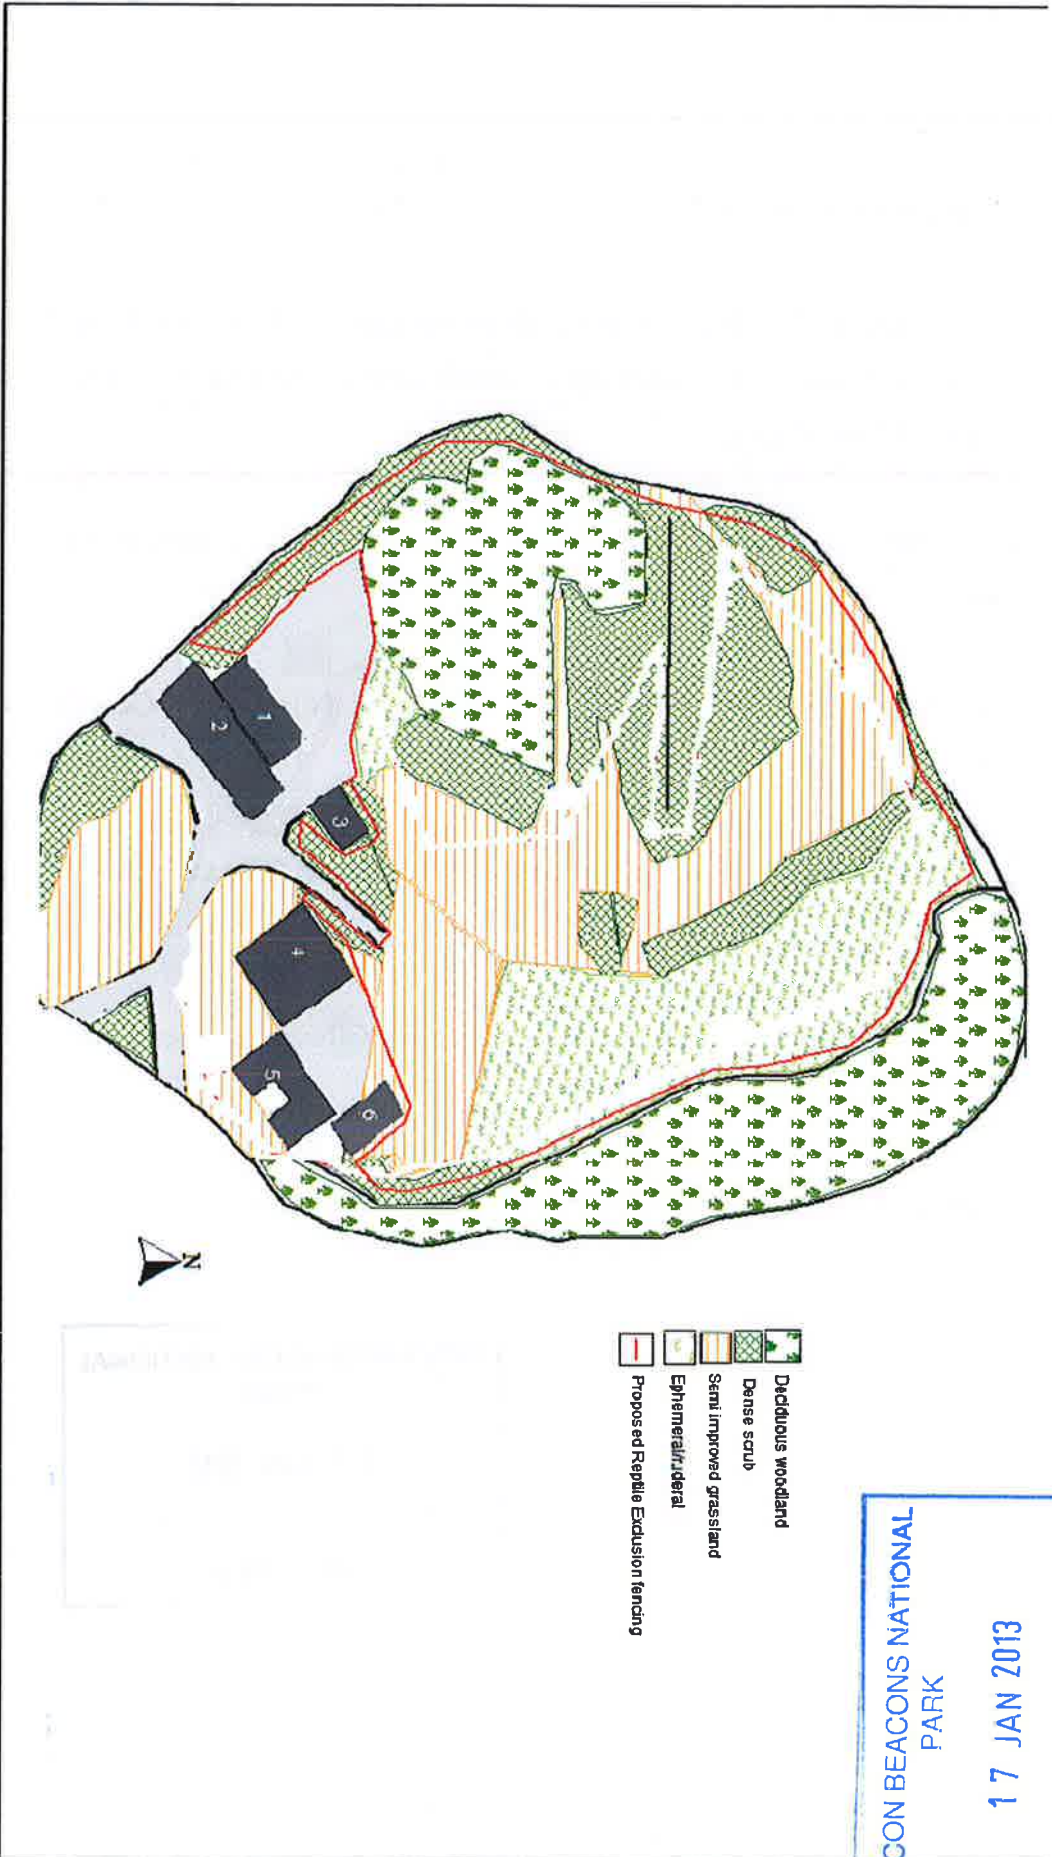 1
2
3
4
5
6
N
Deciduous woodland
Dense scrub
Semi improved grassland
Ephemeral/ruderal
Proposed Reptile Exclusion fencing
CON BEACONS NATIONAL
PARK
17 JAN 2013